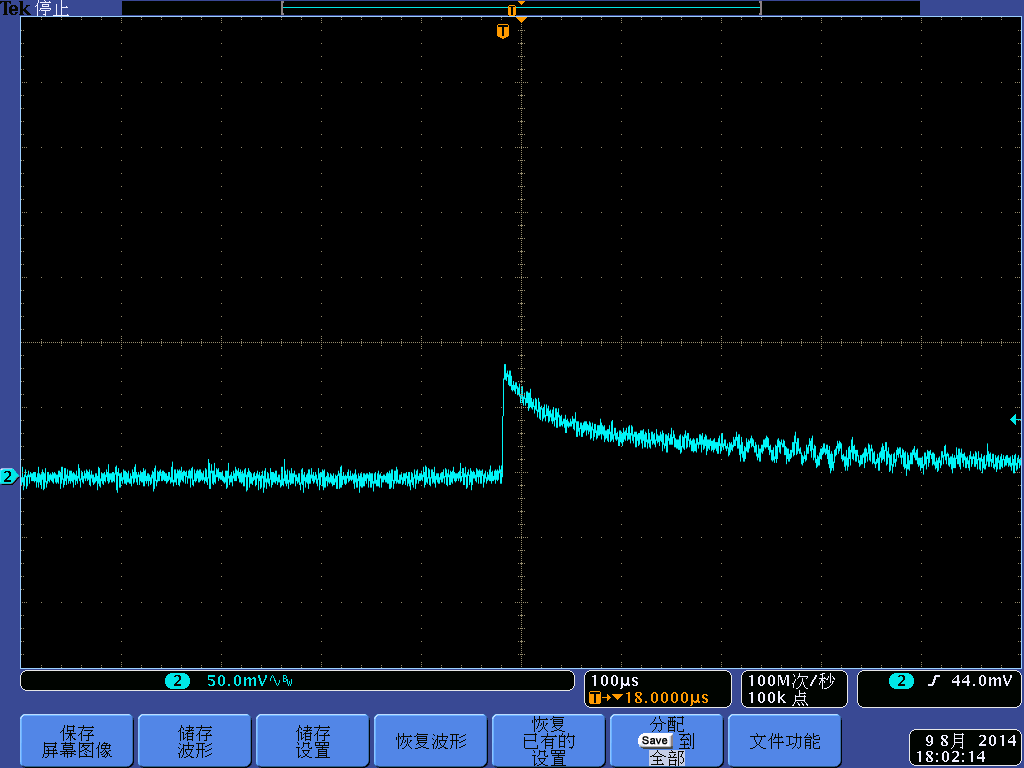 Tek 停止
T
T
2
2 50.0mV∿BW
100µs
T→▼18.0000µs
100M次/秒
100k 点
2 ʃ 44.0mV
保存
屏幕图像
储存
波形
储存
设置
恢复波形
恢复
已有的
设置
分配
Save 到
全部
文件功能
9 8月 2014
18:02:14